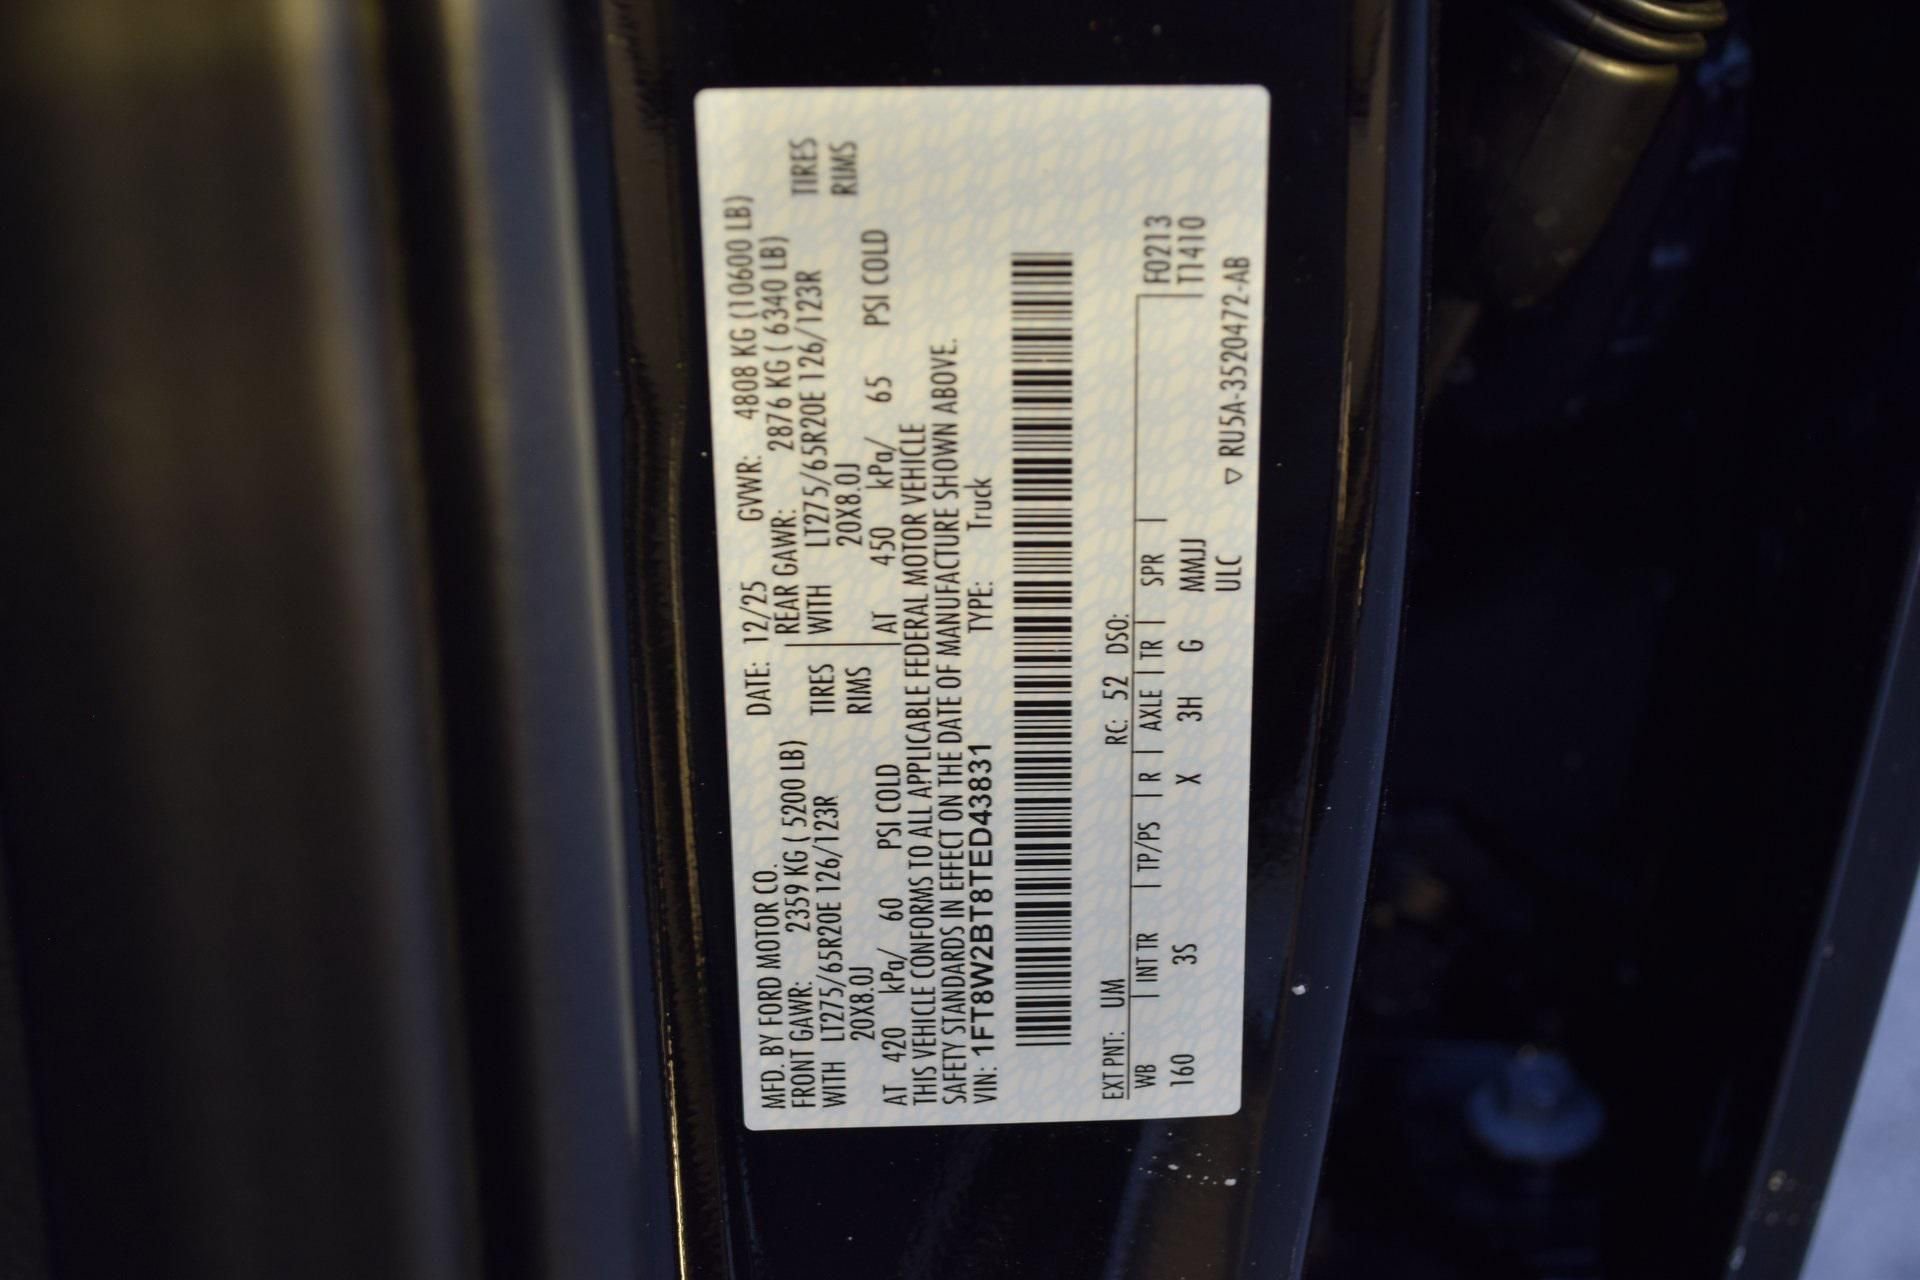 MFD. BY FORD MOTOR CO. DATE: 12/25 GVWR: 4808 KG (10600 LB)
FRONT GAWR: 2359 KG ( 5200 LB) REAR GAWR: 2876 KG ( 6340 LB)
WITH LT275/65R20E 126/123R TIRES WITH LT275/65R20E 126/123R TIRES
20X8.0J RIMS 20X8.0J RIMS
AT 420 kPa/ 60 PSI COLD AT 450 kPa/ 65 PSI COLD
THIS VEHICLE CONFORMS TO ALL APPLICABLE FEDERAL MOTOR VEHICLE
SAFETY STANDARDS IN EFFECT ON THE DATE OF MANUFACTURE SHOWN ABOVE.
VIN: 1FT8W2BT8TED43831 TYPE: Truck
EXT PNT: UM RC: 52 DSO: F0213
WB INT TR TP/PS R AXLE TR SPR T1410
160 3S X 3H G MMJJ
ULC ▽ RU5A-3520472-AB